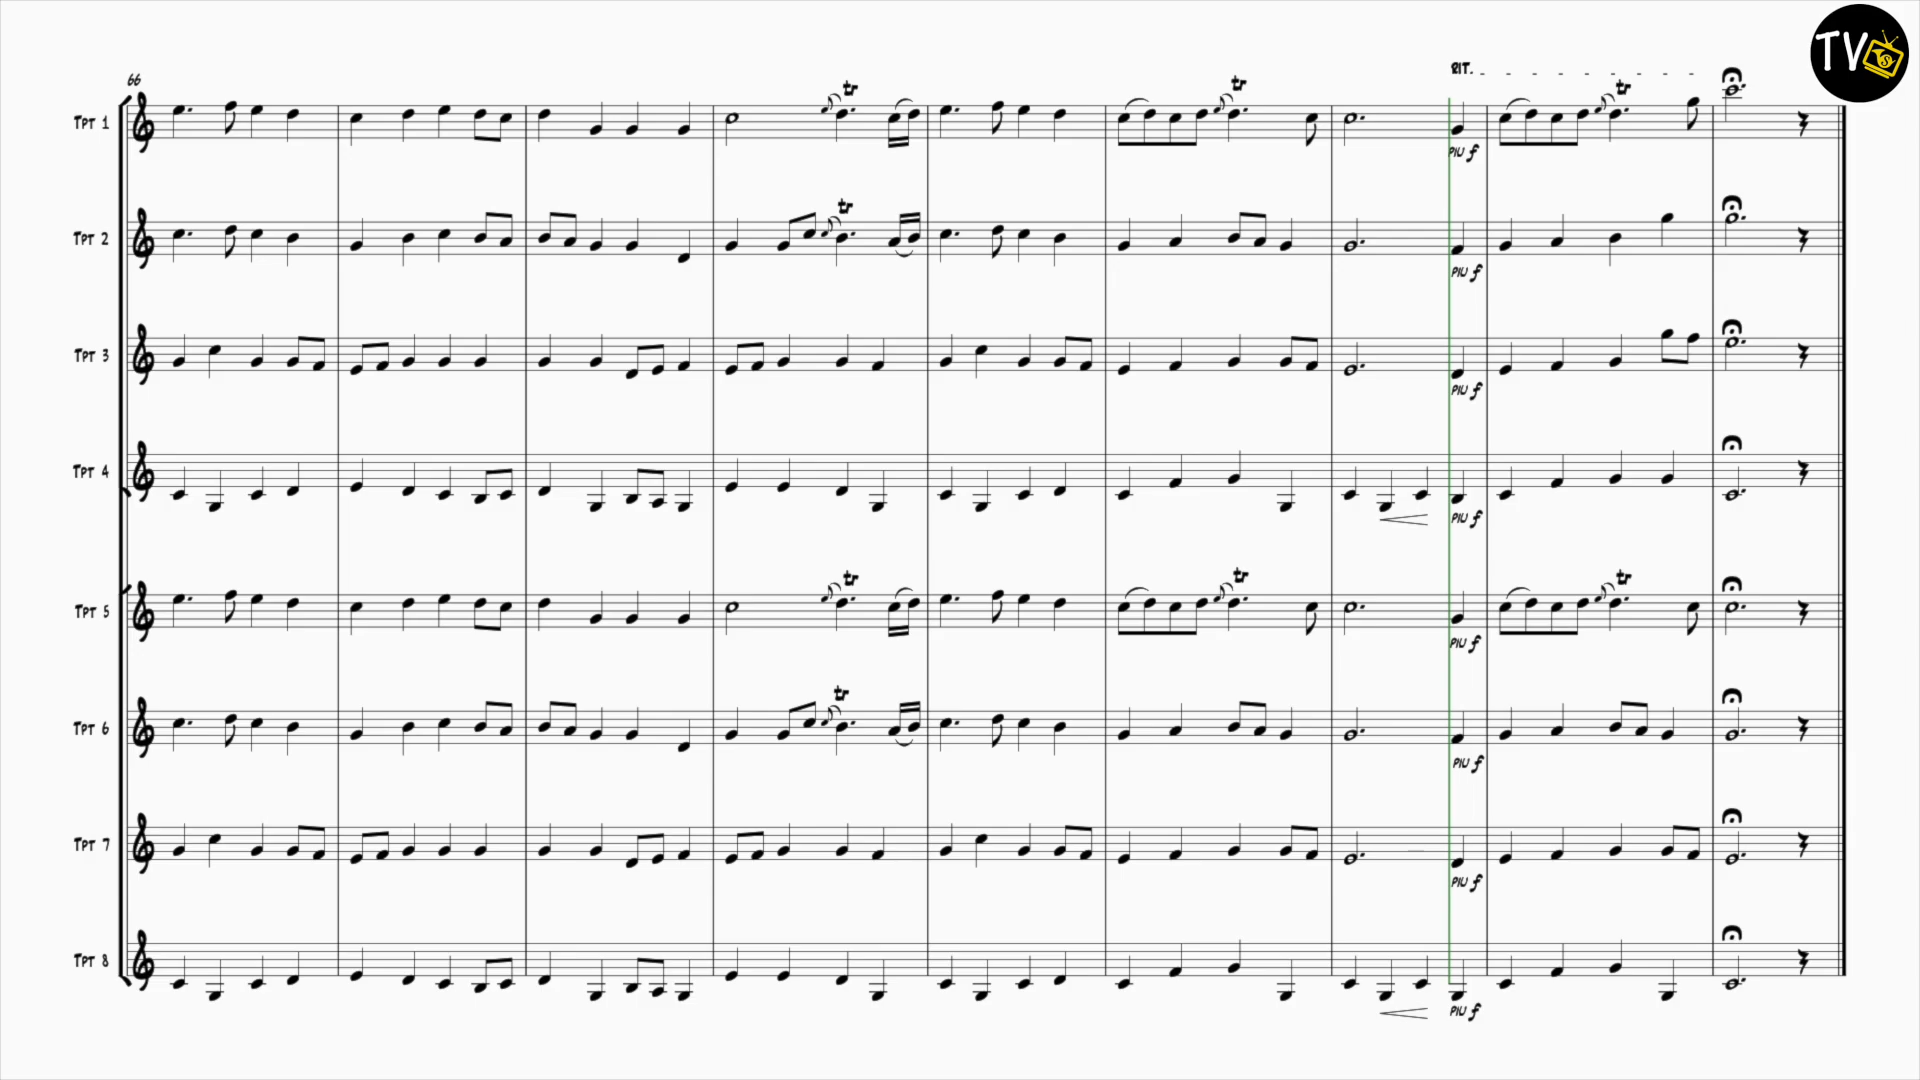 TV
66
RIT.
TPT 1
tr
tr
tr
PIU f
TPT 2
tr
PIU f
TPT 3
PIU f
TPT 4
PIU f
TPT 5
tr
tr
tr
PIU f
TPT 6
tr
PIU f
TPT 7
PIU f
TPT 8
PIU f